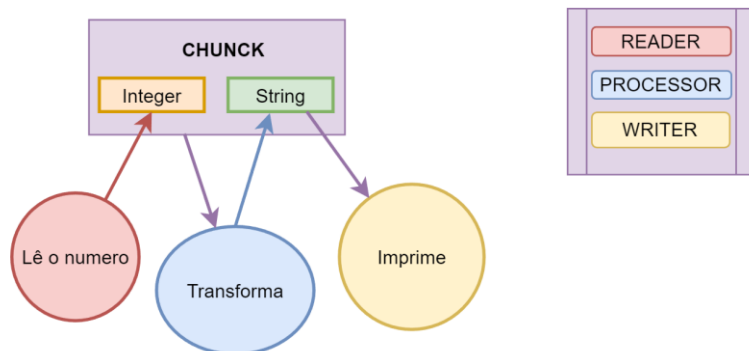 CHUNCK
Integer
String
Lê o numero
Transforma
Imprime
READER
PROCESSOR
WRITER